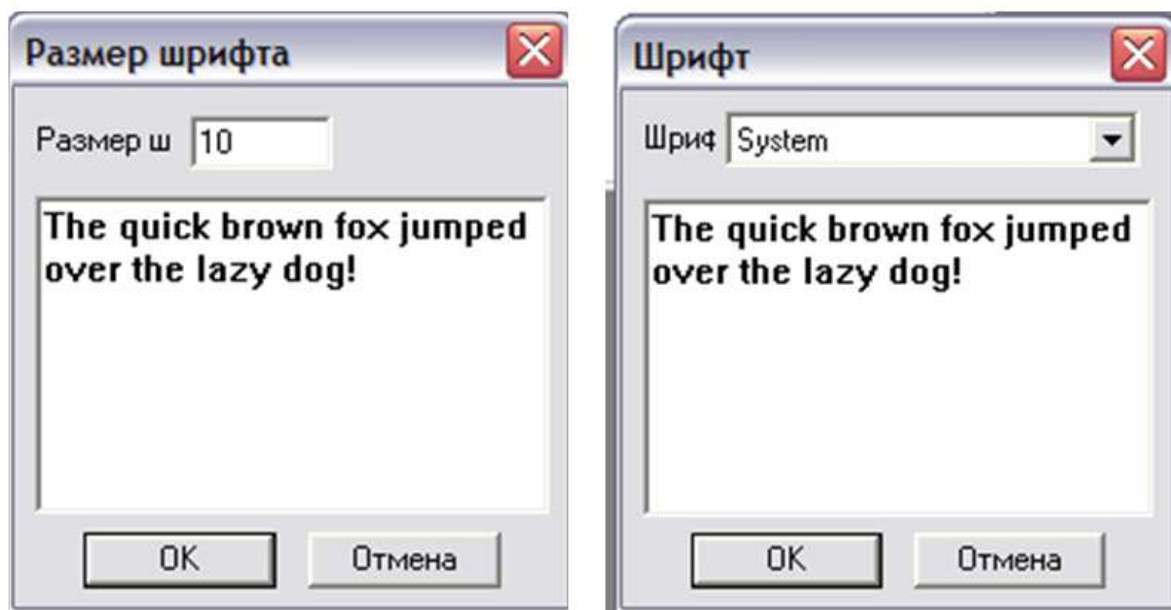 Размер шрифта
Размер ш 10
The quick brown fox jumped
over the lazy dog!
OK Отмена
Шрифт
Шриф System
The quick brown fox jumped
over the lazy dog!
OK Отмена